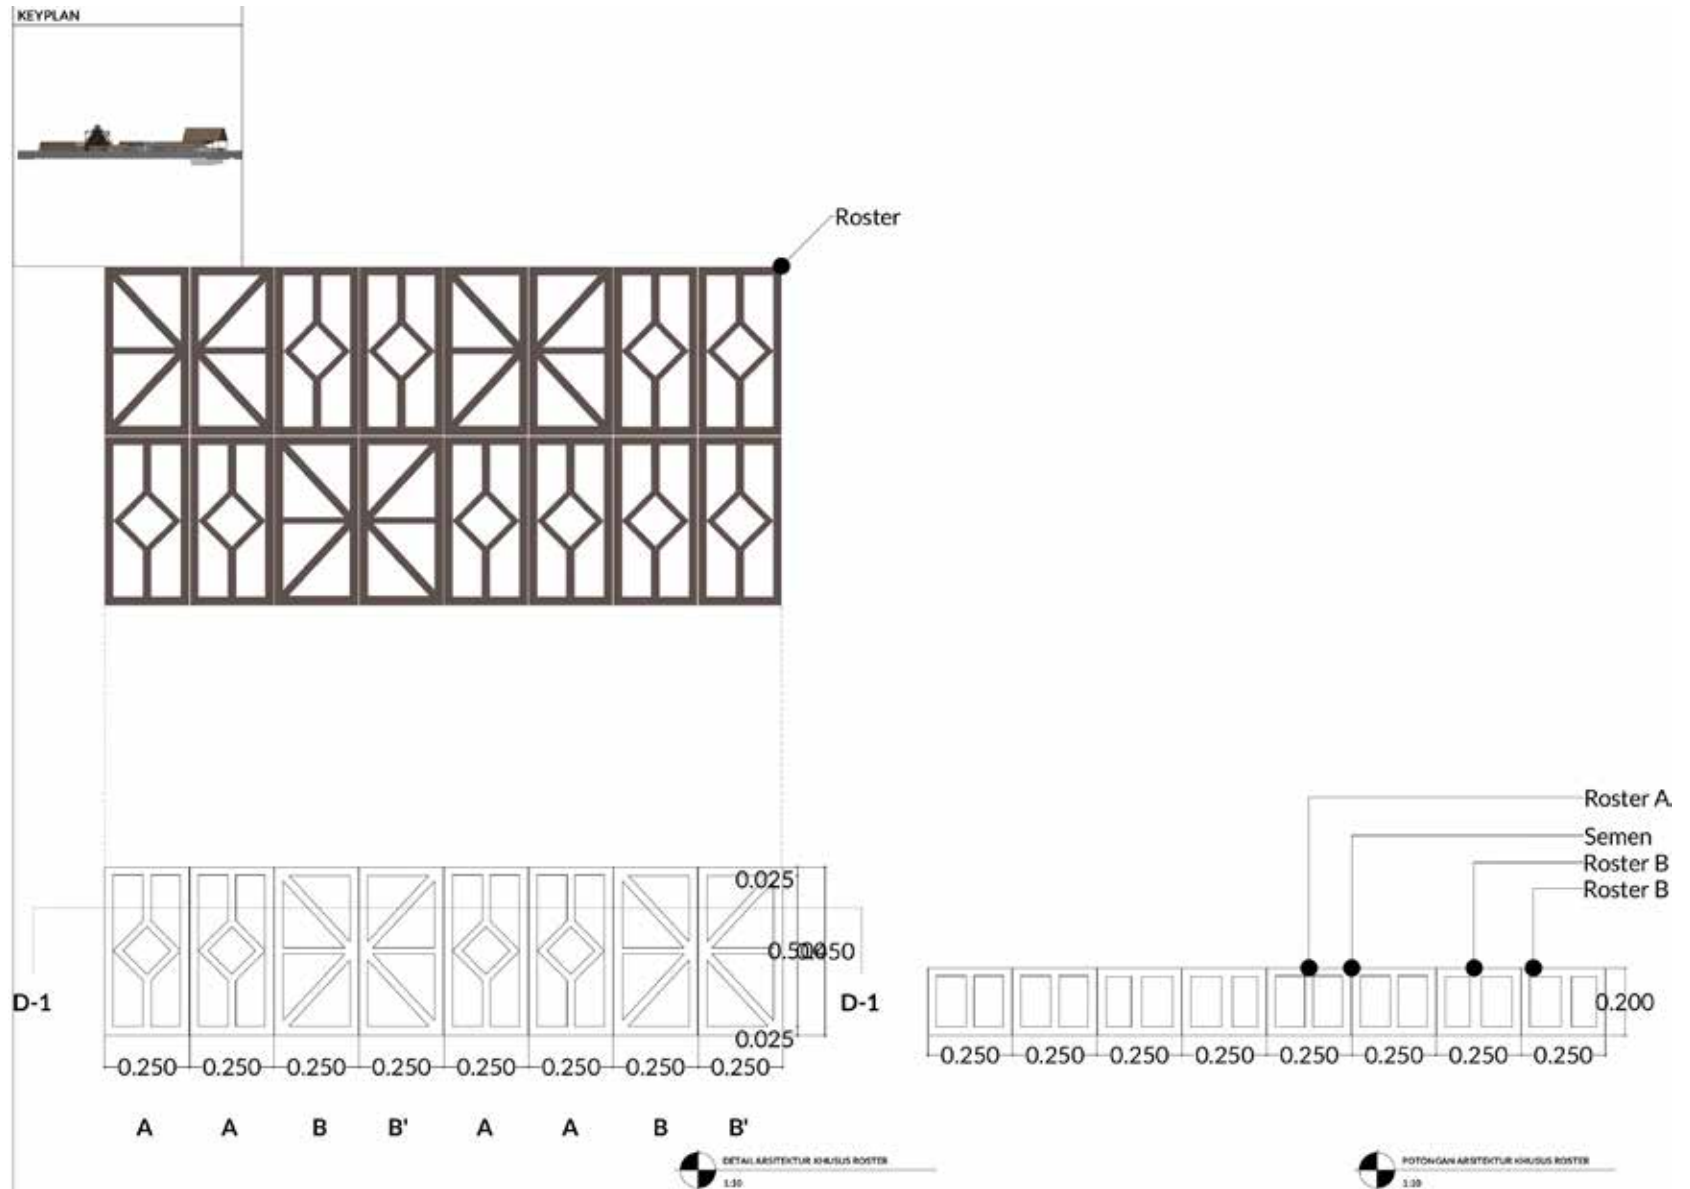 KEYPLAN
Roster
0.025
0.500
0.450
0.025
D-1
D-1
0.250 0.250 0.250 0.250 0.250 0.250 0.250 0.250
A A B B' A A B B'
DETAIL ARSITEKTUR KHUSUS ROSTER
1:10
Roster A
Semen
Roster B
Roster B
0.200
0.250 0.250 0.250 0.250 0.250 0.250 0.250 0.250
POTONGAN ARSITEKTUR KHUSUS ROSTER
1:10